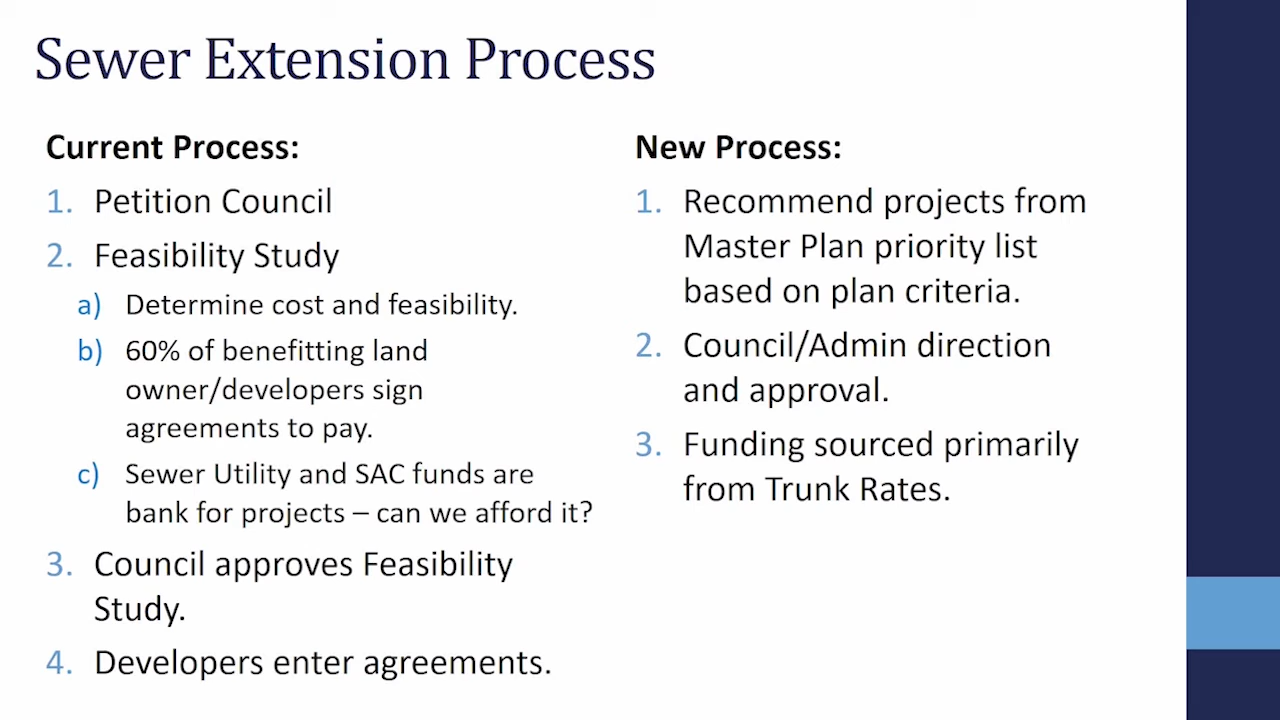 Sewer Extension Process
Current Process:
1. Petition Council
2. Feasibility Study
a) Determine cost and feasibility.
b) 60% of benefitting land
owner/developers sign
agreements to pay.
c) Sewer Utility and SAC funds are
bank for projects – can we afford it?
3. Council approves Feasibility
Study.
4. Developers enter agreements.
New Process:
1. Recommend projects from
Master Plan priority list
based on plan criteria.
2. Council/Admin direction
and approval.
3. Funding sourced primarily
from Trunk Rates.